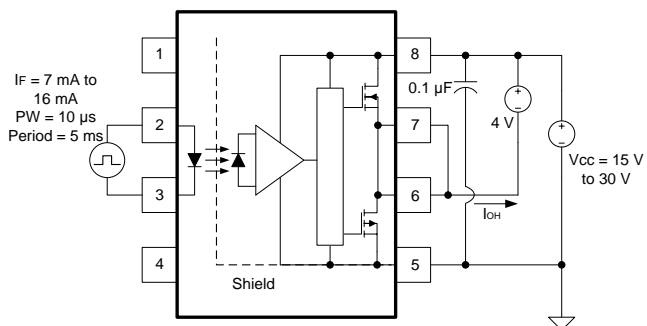 1
2
3
4
8
7
6
5
IF = 7 mA to
16 mA
PW = 10 µs
Period = 5 ms
Shield
0.1 µF
4 V
IOH
VCC = 15 V
to 30 V